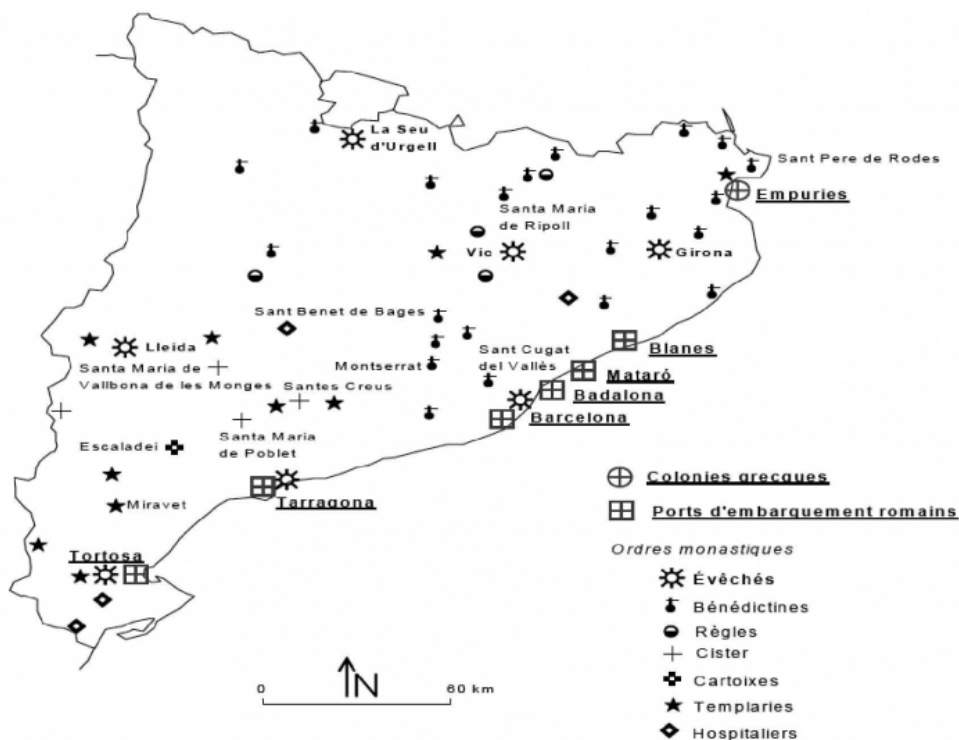 La Seu
d'Urgell
Sant Pere de Rodes
Empuries
Santa Maria
de Ripoll
Vic
Girona
Sant Benet de Bages
Lleida
Blanes
Santa Maria de
Vallbona de les Monges
Montserrat
Sant Cugat
del Vallès
Mataró
Santes Creus
Badalona
Barcelona
Santa Maria
de Poblet
Escaladei
Tarragona
Miravet
Tortosa
Colonies grecques
Ports d'embarquement romains
Ordres monastiques
Évêchés
Bénédictines
Règles
Cister
Cartoixes
Templaries
Hospitaliers
N
0 60 km